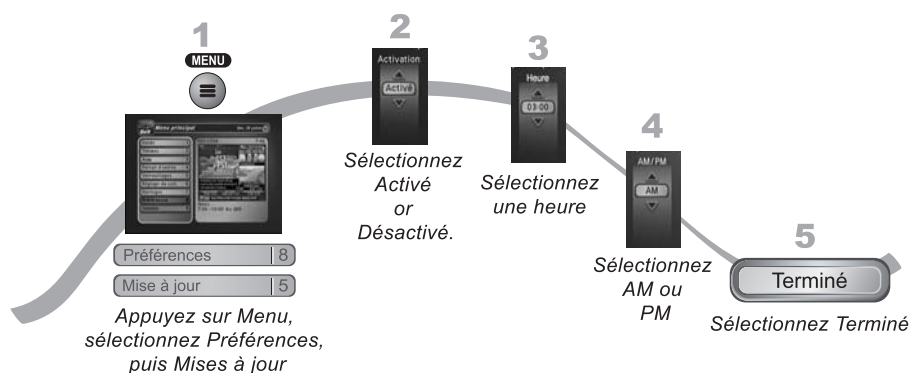 1
MENU
Menu principal
Préférences 8
Mise à jour 5
Appuyez sur Menu,
sélectionnez Préférences,
puis Mises à jour
2
Activation
Activé
Sélectionnez
Activé
or
Désactivé.
3
Heure
03:00
Sélectionnez
une heure
4
AM/PM
AM
Sélectionnez
AM ou
PM
5
Terminé
Sélectionnez Terminé